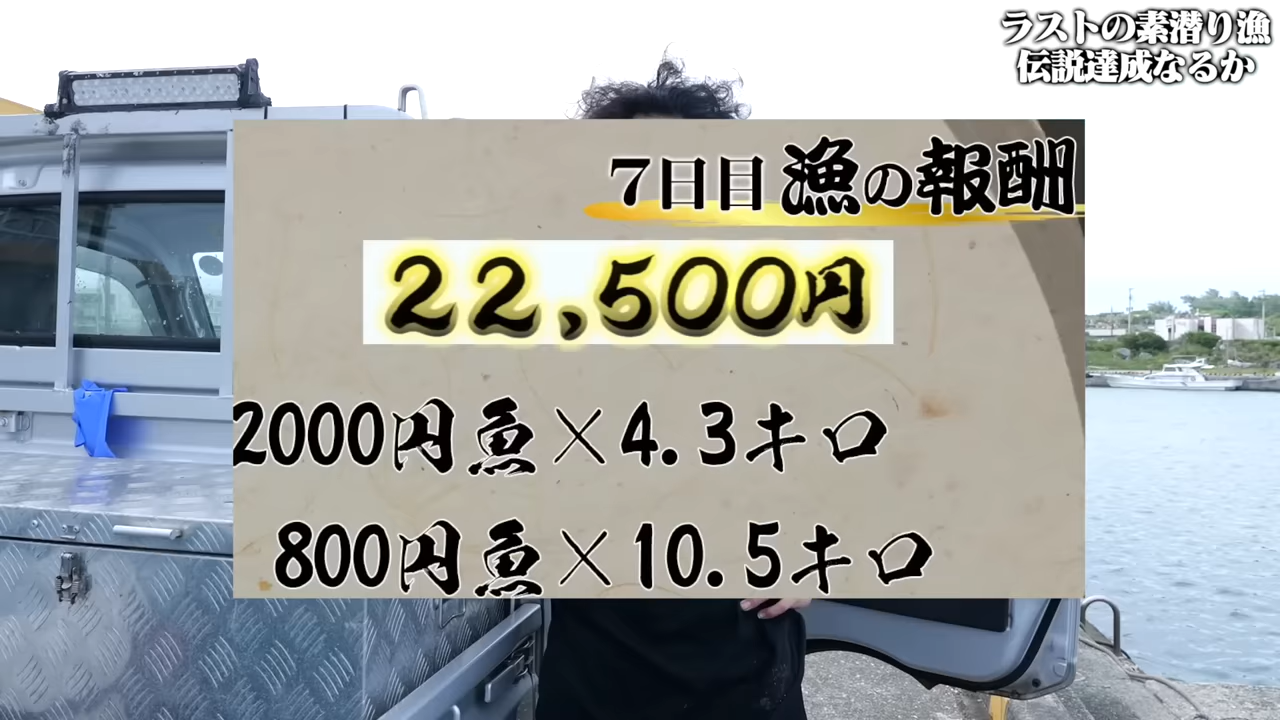 ラストの素潜り漁
伝説達成なるか
7日目 漁の報酬
22,500円
2000円魚×4.3キロ
800円魚×10.5キロ